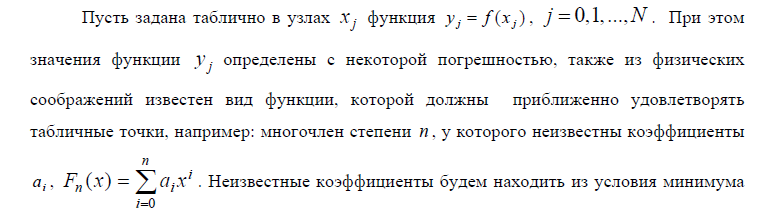 Пусть задана таблично в узлах x_j функция y_j = f(x_j), j = 0,1,...,N. При этом
значения функции y_j определены с некоторой погрешностью, также из физических
соображений известен вид функции, которой должны приближенно удовлетворять
табличные точки, например: многочлен степени n, у которого неизвестны коэффициенты
a_i, F_n(x) = \sum_{i=0}^{n} a_i x^i. Неизвестные коэффициенты будем находить из условия минимума